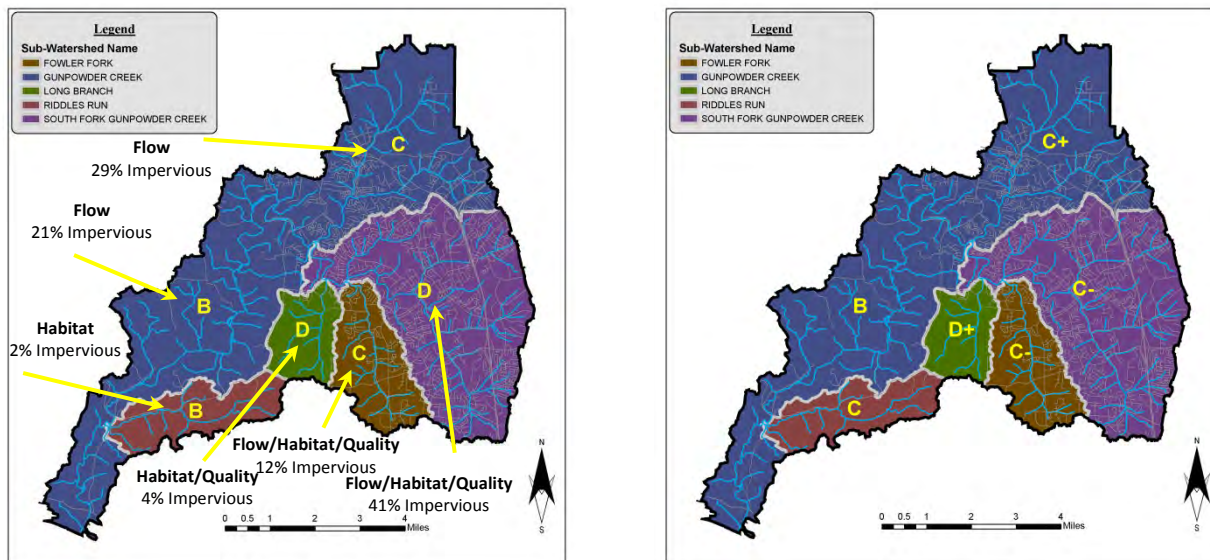 Legend
Sub-Watershed Name
FOWLER FORK
GUNPOWDER CREEK
LONG BRANCH
RIDDLES RUN
SOUTH FORK GUNPOWDER CREEK
Flow
29% Impervious
C
Flow
21% Impervious
B
D
Habitat
2% Impervious
D
C
B
Flow/Habitat/Quality
12% Impervious
Habitat/Quality
4% Impervious
Flow/Habitat/Quality
41% Impervious
N
S
0 0.5 1 2 3 4
Miles
Legend
Sub-Watershed Name
FOWLER FORK
GUNPOWDER CREEK
LONG BRANCH
RIDDLES RUN
SOUTH FORK GUNPOWDER CREEK
C+
C-
B
D+
C-
C
N
S
0 0.5 1 2 3 4
Miles